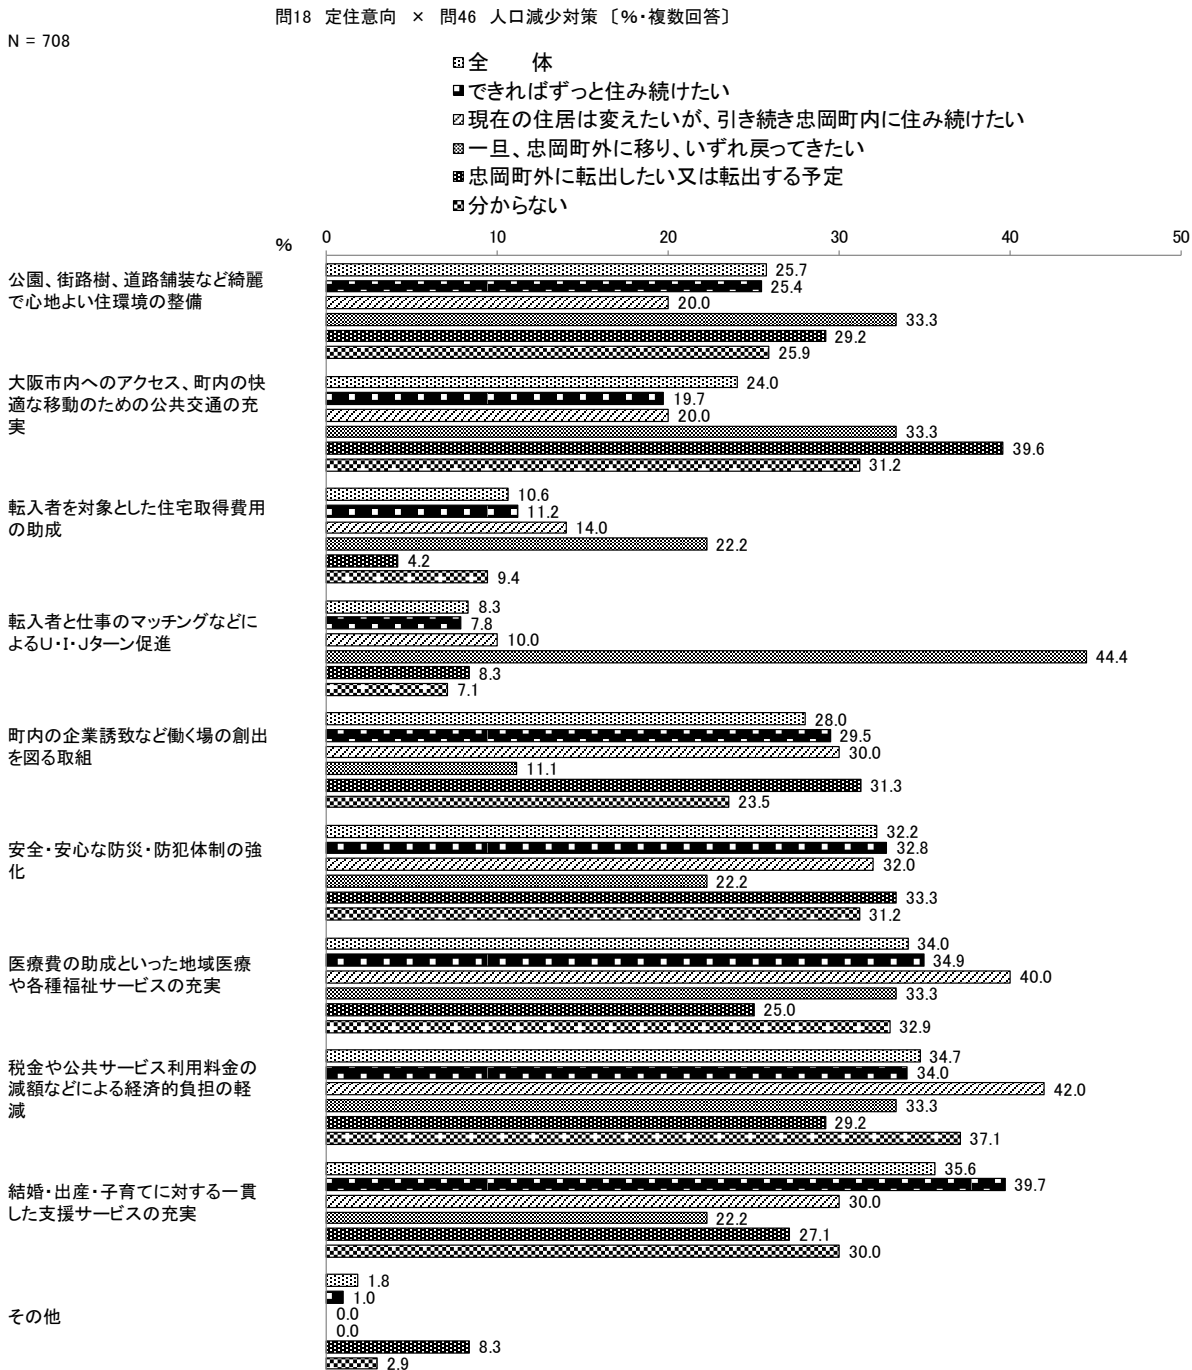 問18 定住意向 × 問46 人口減少対策 〔%・複数回答〕
N = 708
全 体
できればずっと住み続けたい
現在の住居は変えたいが、引き続き忠岡町内に住み続けたい
一旦、忠岡町外に移り、いずれ戻ってきたい
忠岡町外に転出したい又は転出する予定
分からない
% 0 10 20 30 40 50
公園、街路樹、道路舗装など綺麗
で心地よい住環境の整備
25.7
25.4
20.0
33.3
29.2
25.9
大阪市内へのアクセス、町内の快
適な移動のための公共交通の充
実
24.0
19.7
20.0
33.3
39.6
31.2
転入者を対象とした住宅取得費用
の助成
10.6
11.2
14.0
22.2
4.2
9.4
転入者と仕事のマッチングなどに
よるU・I・Jターン促進
8.3
7.8
10.0
44.4
8.3
7.1
町内の企業誘致など働く場の創出
を図る取組
28.0
29.5
30.0
11.1
31.3
23.5
安全・安心な防災・防犯体制の強
化
32.2
32.8
32.0
22.2
33.3
31.2
医療費の助成といった地域医療
や各種福祉サービスの充実
34.0
34.9
40.0
33.3
25.0
32.9
税金や公共サービス利用料金の
減額などによる経済的負担の軽
減
34.7
34.0
42.0
33.3
29.2
37.1
結婚・出産・子育てに対する一貫
した支援サービスの充実
35.6
39.7
30.0
22.2
27.1
30.0
その他
1.8
1.0
0.0
0.0
8.3
2.9